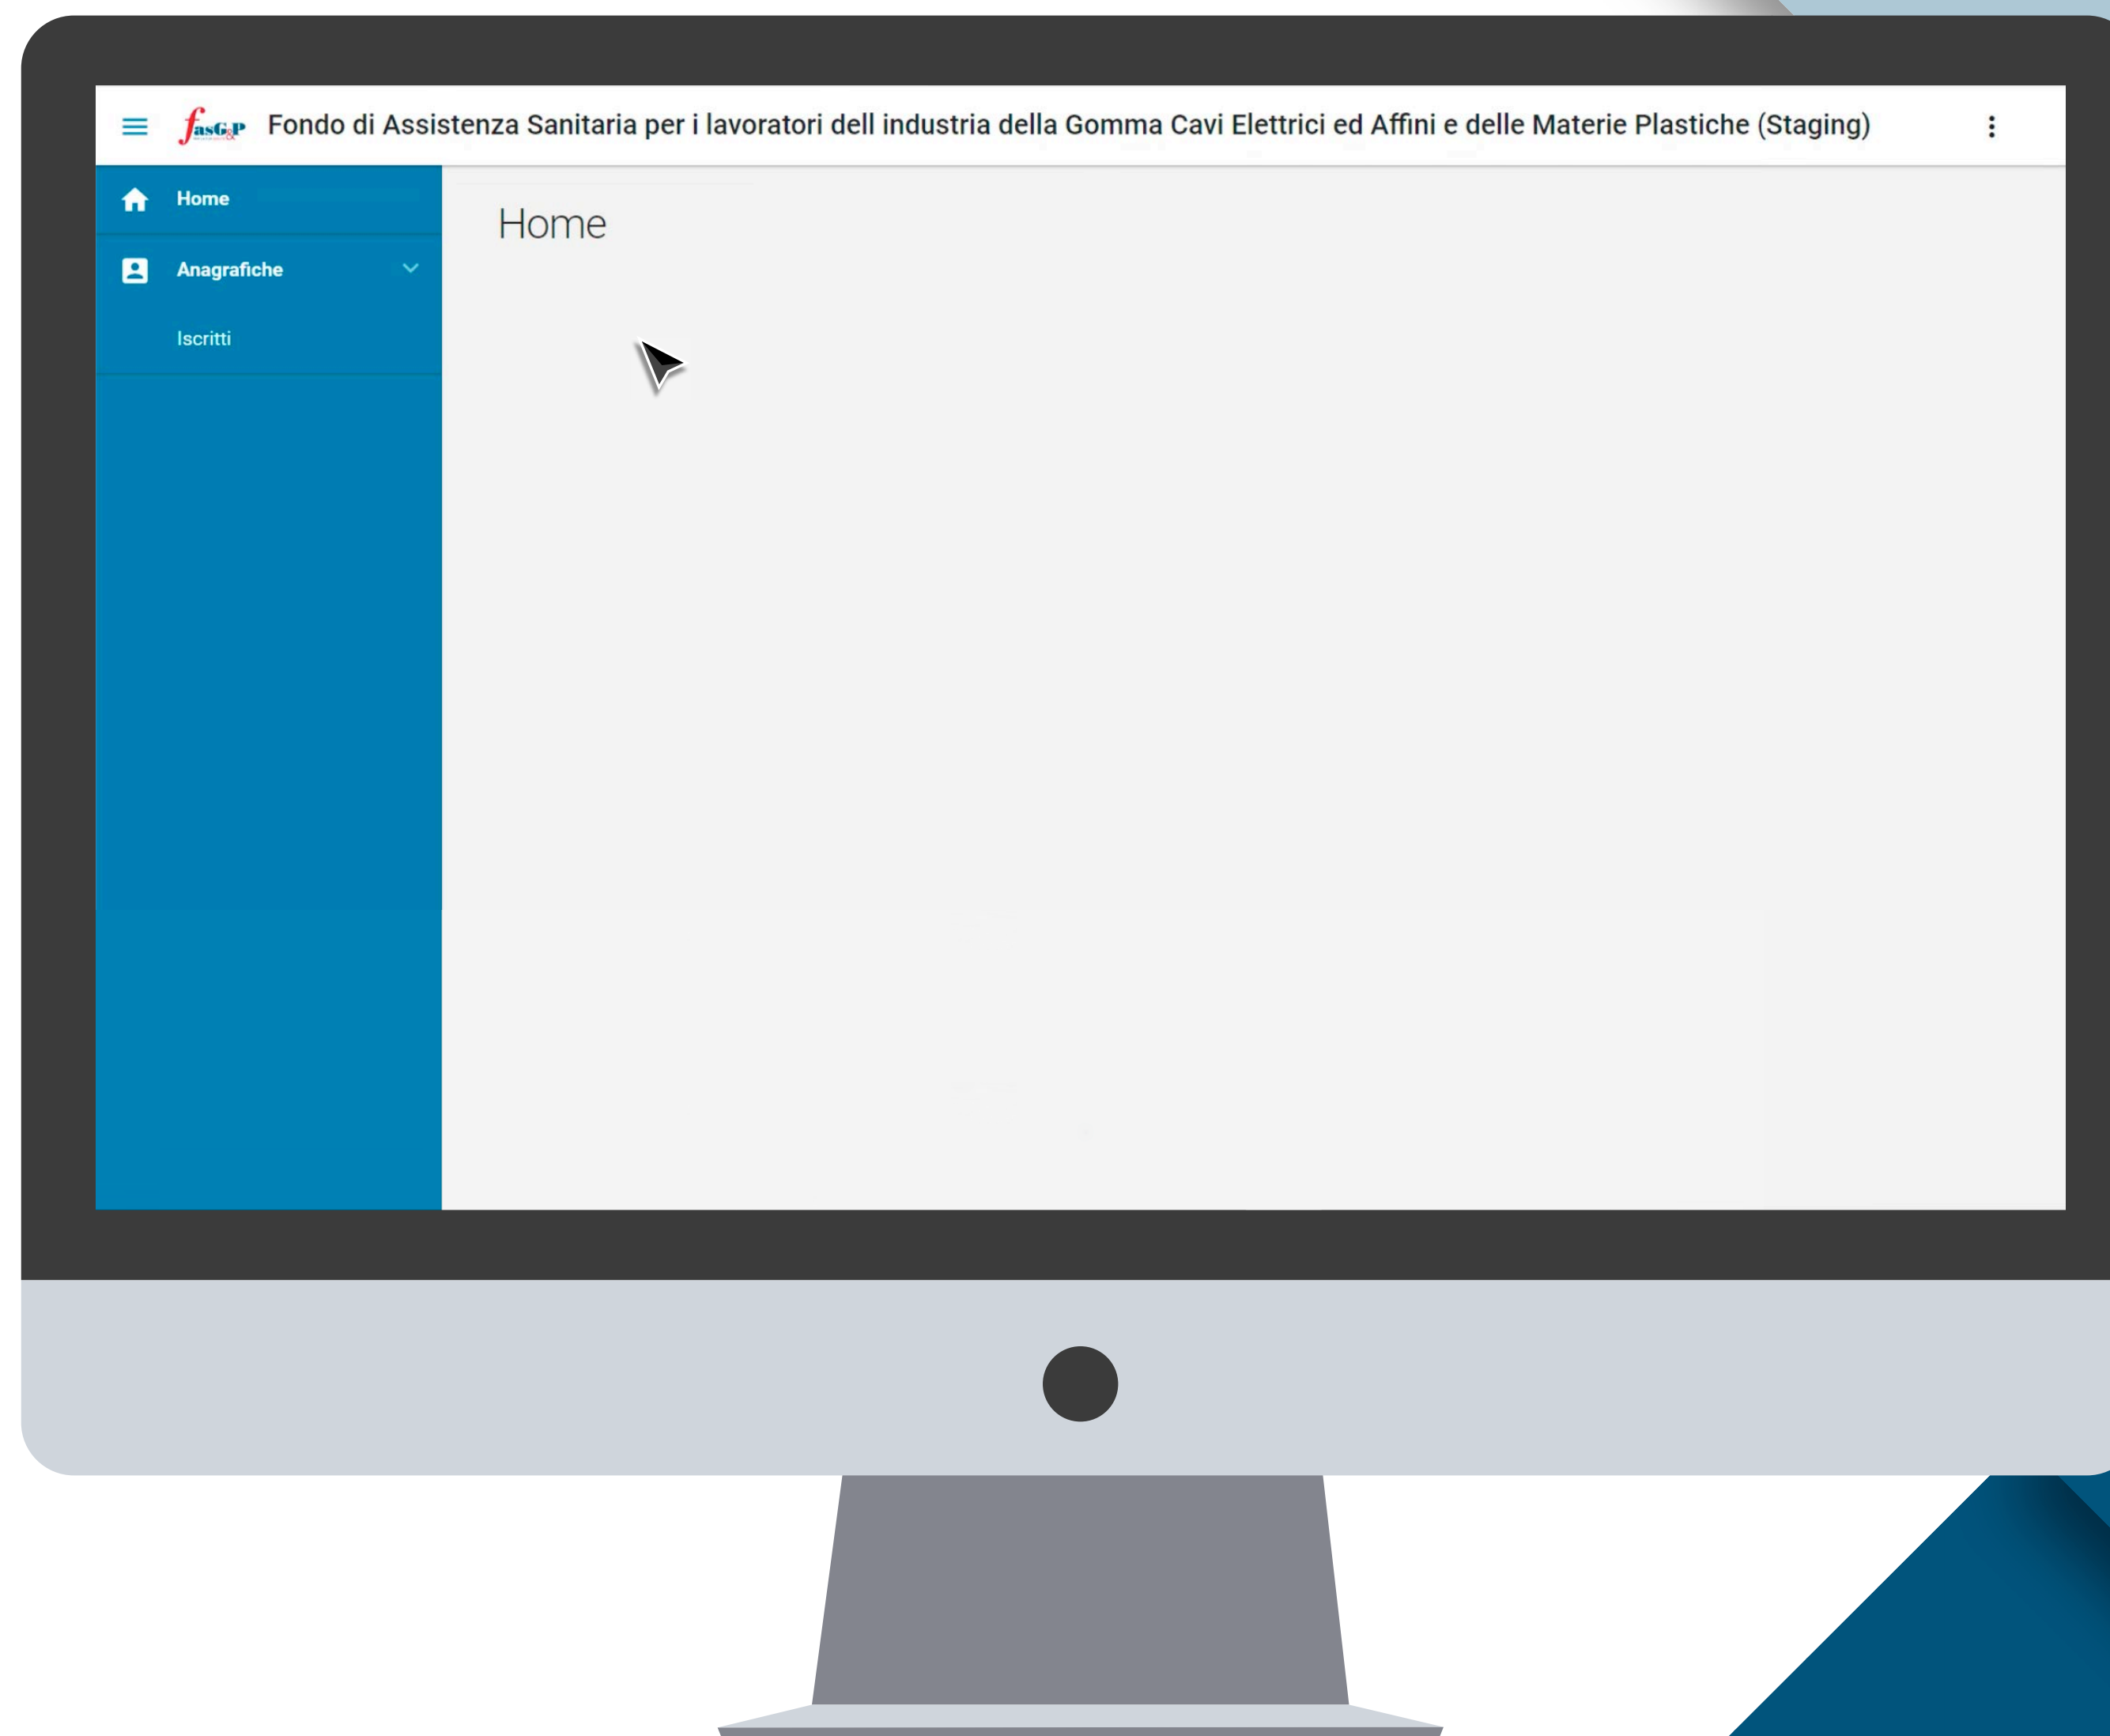 fasG&P Fondo di Assistenza Sanitaria per i lavoratori dell industria della Gomma Cavi Elettrici ed Affini e delle Materie Plastiche (Staging)
Home
Home
Anagrafiche
Iscritti